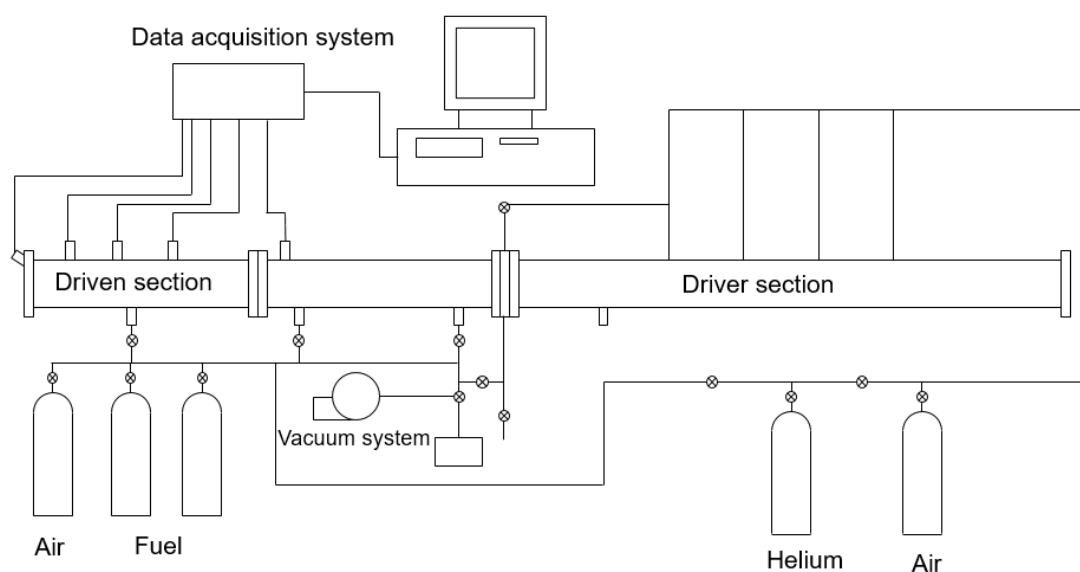 Data acquisition system
Driven section
Driver section
Vacuum system
Air
Fuel
Helium
Air